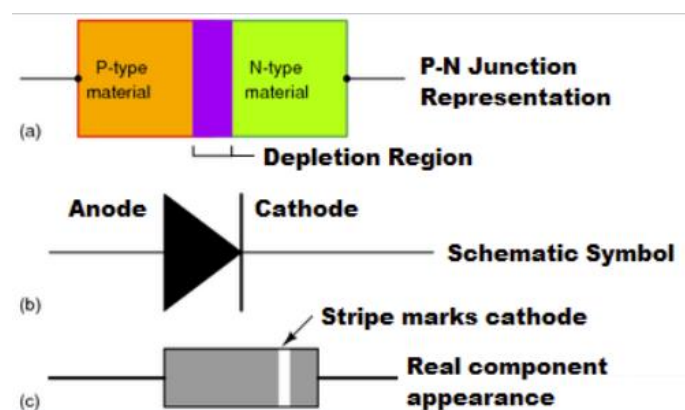 P-type
material
N-type
material
P-N Junction
Representation
(a)
Depletion Region
Anode
Cathode
Schematic Symbol
(b)
Stripe marks cathode
Real component
appearance
(c)